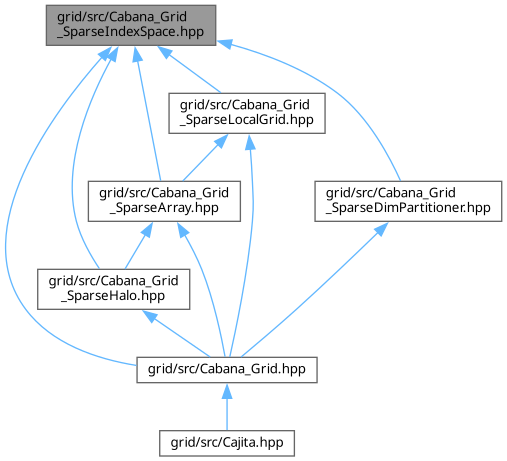 grid/src/Cabana_Grid
_SparseIndexSpace.hpp
grid/src/Cabana_Grid
_SparseLocalGrid.hpp
grid/src/Cabana_Grid
_SparseArray.hpp
grid/src/Cabana_Grid
_SparseDimPartitioner.hpp
grid/src/Cabana_Grid
_SparseHalo.hpp
grid/src/Cabana_Grid.hpp
grid/src/Cajita.hpp